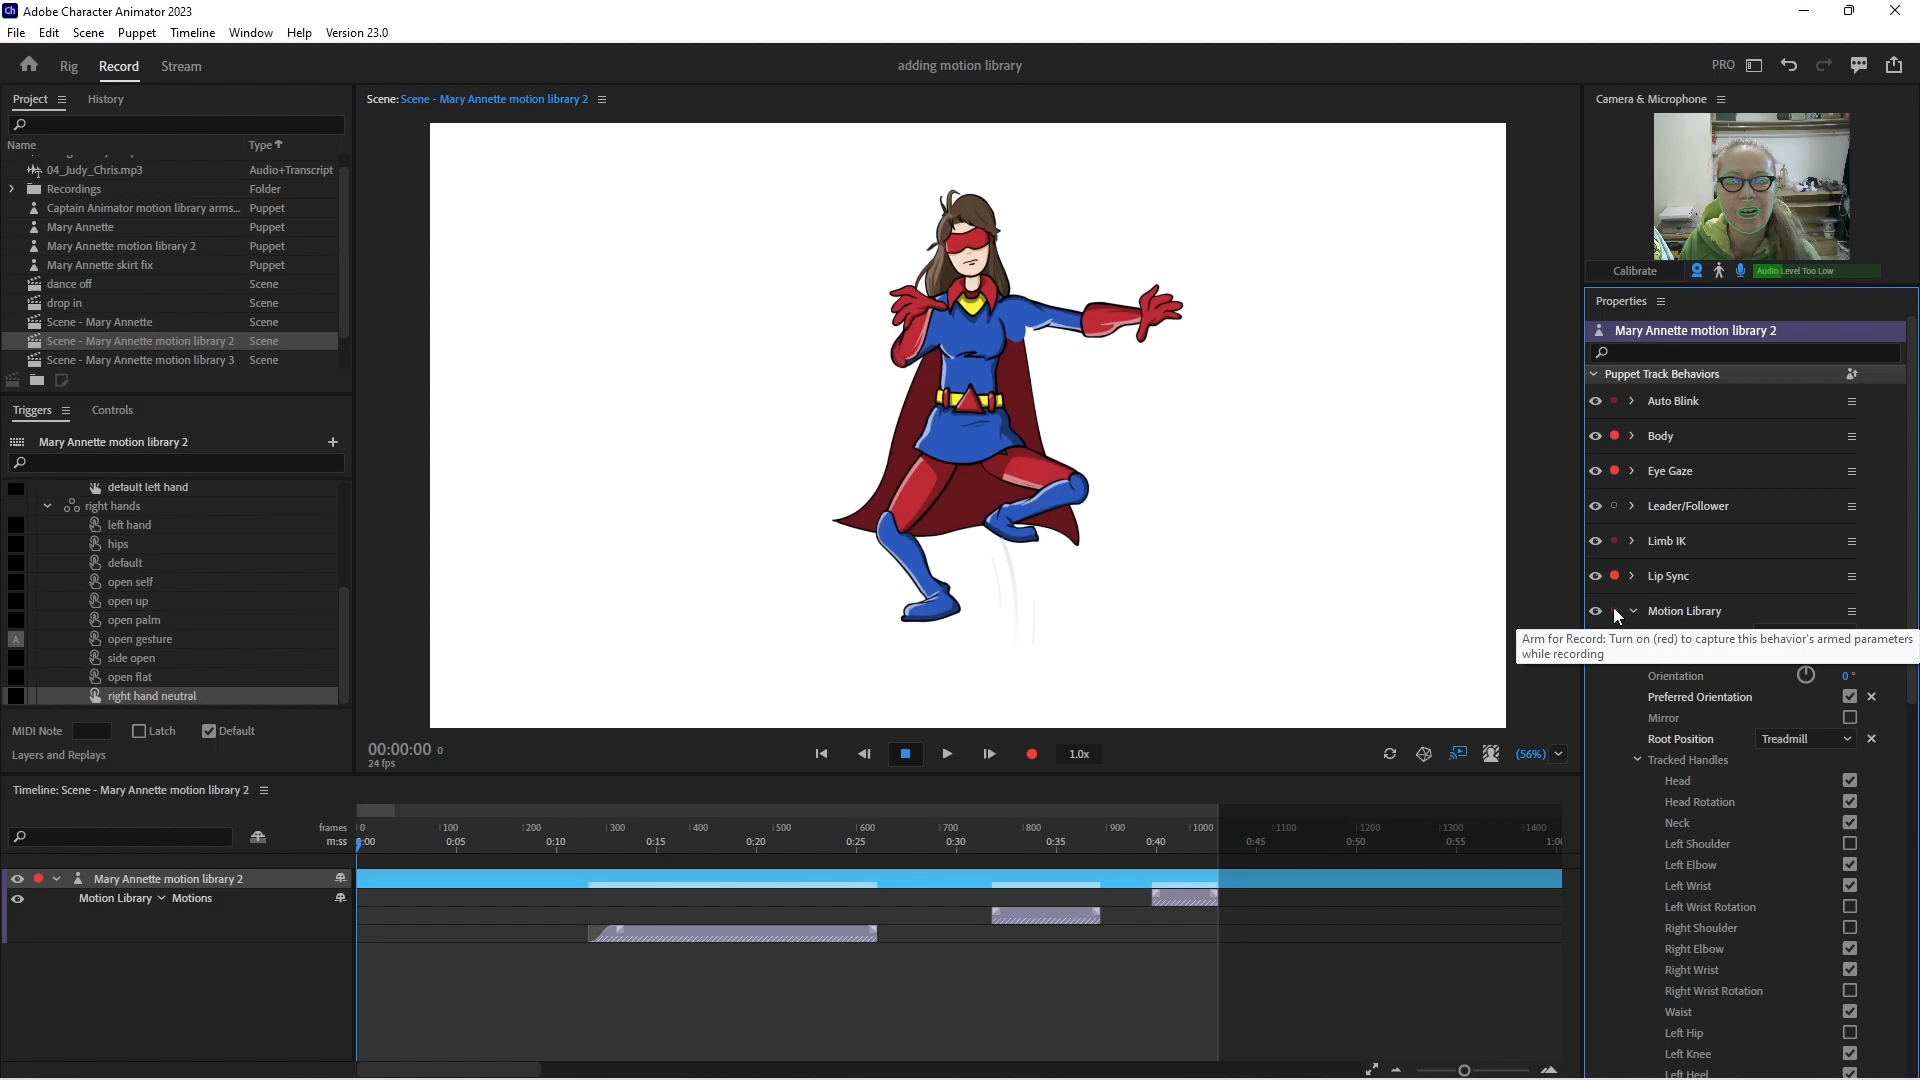 Ch Adobe Character Animator 2023
File Edit Scene Puppet Timeline Window Help Version 23.0
Rig Record Stream
adding motion library
PRO
Project
History
Name Type
04_Judy_Chris.mp3 Audio+Transcript
Recordings Folder
Captain Animator motion library arms... Puppet
Mary Annette Puppet
Mary Annette motion library 2 Puppet
Mary Annette skirt fix Puppet
dance off Scene
drop in Scene
Scene - Mary Annette Scene
Scene - Mary Annette motion library 2 Scene
Scene - Mary Annette motion library 3 Scene
Triggers
Controls
Mary Annette motion library 2
default left hand
right hands
left hand
hips
default
open self
open up
open palm
A open gesture
side open
open flat
right hand neutral
MIDI Note Latch Default
Layers and Replays
Scene: Scene - Mary Annette motion library 2
00:00:00 0
24 fps
1.0x
(56%)
Camera & Microphone
Calibrate
Audio Level Too Low
Properties
Mary Annette motion library 2
Puppet Track Behaviors
Auto Blink
Body
Eye Gaze
Leader/Follower
Limb IK
Lip Sync
Motion Library
Arm for Record: Turn on (red) to capture this behavior's armed parameters
while recording
Orientation 0 °
Preferred Orientation
Mirror
Root Position Treadmill
Tracked Handles
Head
Head Rotation
Neck
Left Shoulder
Left Elbow
Left Wrist
Left Wrist Rotation
Right Shoulder
Right Elbow
Right Wrist
Right Wrist Rotation
Waist
Left Hip
Left Knee
Left Heel
Timeline: Scene - Mary Annette motion library 2
frames 0 100 200 300 400 500 600 700 800 900 1000 1100 1200 1300 1400
m:ss 0:00 0:05 0:10 0:15 0:20 0:25 0:30 0:35 0:40 0:45 0:50 0:55
Mary Annette motion library 2
Motion Library Motions